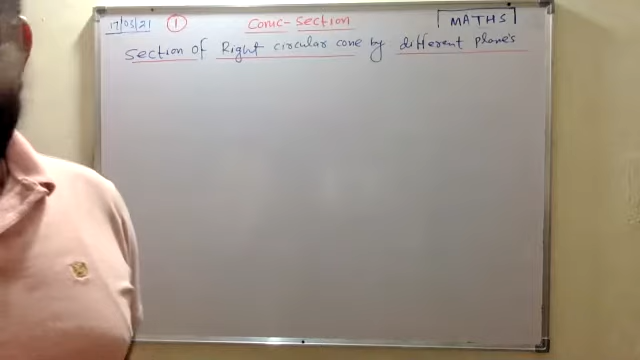 17/03/21 1 Conic-Section MATHS
Section of Right circular cone by different plane's